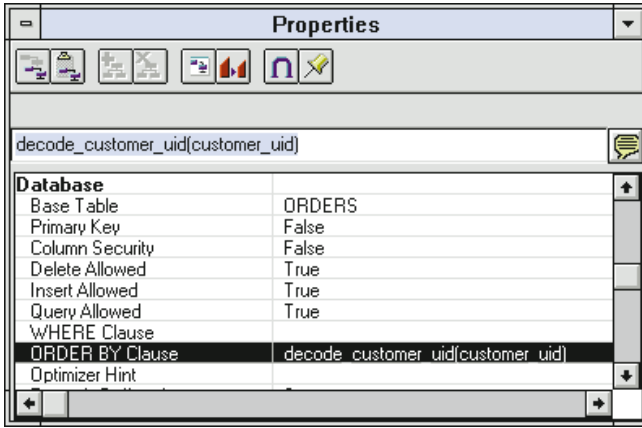 Properties
decode_customer_uid(customer_uid)
Database
Base Table ORDERS
Primary Key False
Column Security False
Delete Allowed True
Insert Allowed True
Query Allowed True
WHERE Clause
ORDER BY Clause decode_customer_uid(customer_uid)
Optimizer Hint